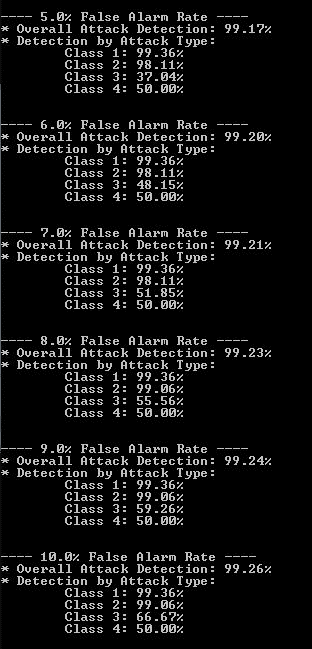 ---- 5.0% False Alarm Rate ----
* Overall Attack Detection: 99.17%
* Detection by Attack Type:
Class 1: 99.36%
Class 2: 98.11%
Class 3: 37.04%
Class 4: 50.00%
---- 6.0% False Alarm Rate ----
* Overall Attack Detection: 99.20%
* Detection by Attack Type:
Class 1: 99.36%
Class 2: 98.11%
Class 3: 48.15%
Class 4: 50.00%
---- 7.0% False Alarm Rate ----
* Overall Attack Detection: 99.21%
* Detection by Attack Type:
Class 1: 99.36%
Class 2: 98.11%
Class 3: 51.85%
Class 4: 50.00%
---- 8.0% False Alarm Rate ----
* Overall Attack Detection: 99.23%
* Detection by Attack Type:
Class 1: 99.36%
Class 2: 99.06%
Class 3: 55.56%
Class 4: 50.00%
---- 9.0% False Alarm Rate ----
* Overall Attack Detection: 99.24%
* Detection by Attack Type:
Class 1: 99.36%
Class 2: 99.06%
Class 3: 59.26%
Class 4: 50.00%
---- 10.0% False Alarm Rate ----
* Overall Attack Detection: 99.26%
* Detection by Attack Type:
Class 1: 99.36%
Class 2: 99.06%
Class 3: 66.67%
Class 4: 50.00%